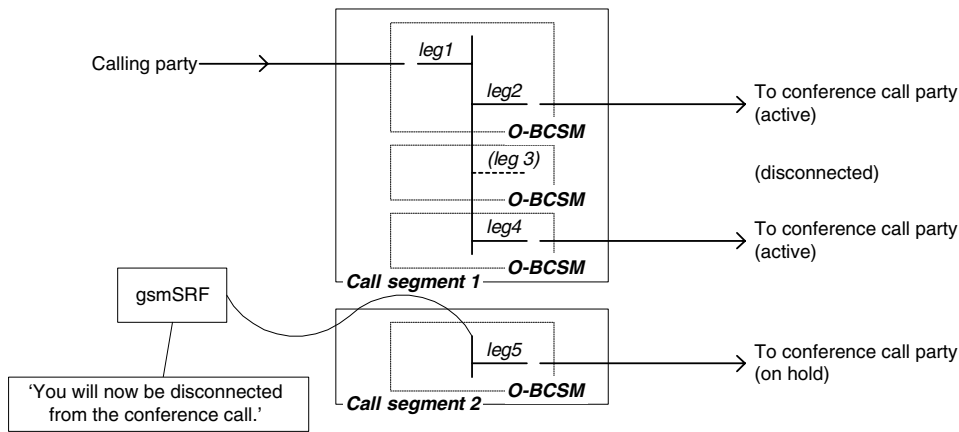 Calling party
leg1
leg2
To conference call party
(active)
O-BCSM
(leg 3)
(disconnected)
O-BCSM
leg4
To conference call party
(active)
O-BCSM
Call segment 1
gsmSRF
leg5
To conference call party
(on hold)
O-BCSM
Call segment 2
‘You will now be disconnected
from the conference call.’